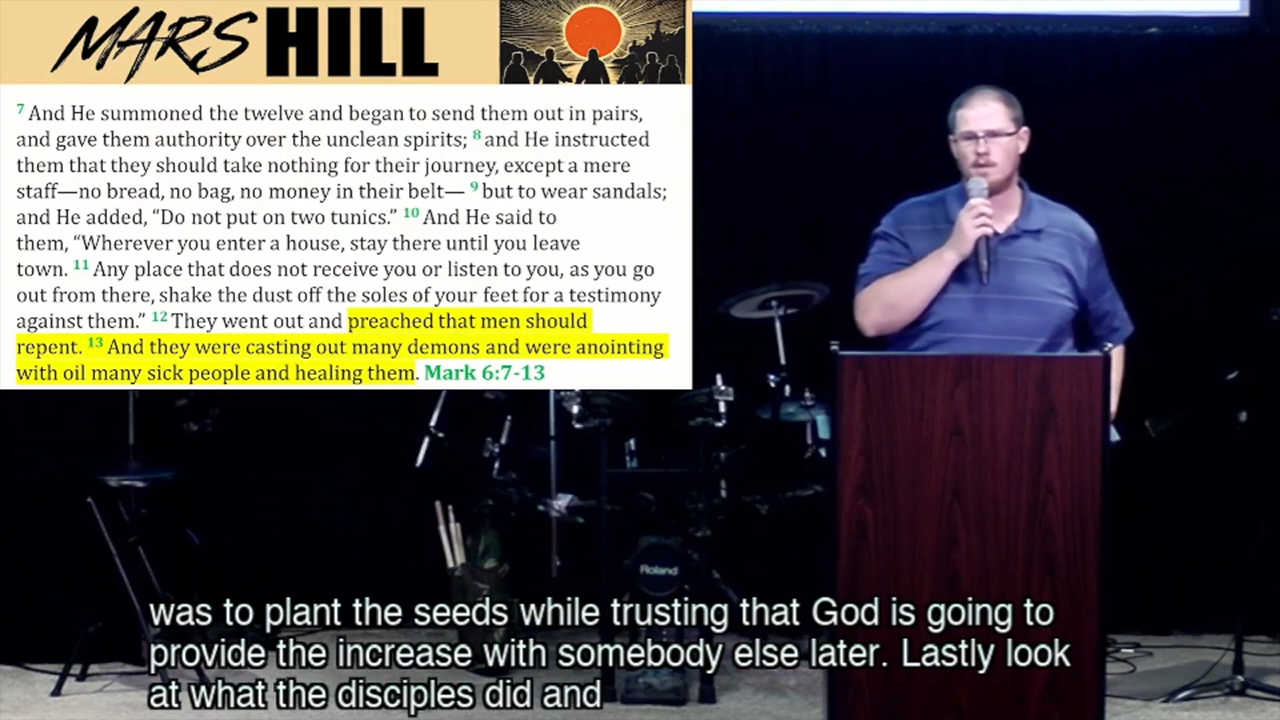 MARS HILL
7 And He summoned the twelve and began to send them out in pairs,
and gave them authority over the unclean spirits; 8 and He instructed
them that they should take nothing for their journey, except a mere
staff—no bread, no bag, no money in their belt— 9 but to wear sandals;
and He added, “Do not put on two tunics.” 10 And He said to
them, “Wherever you enter a house, stay there until you leave
town. 11 Any place that does not receive you or listen to you, as you go
out from there, shake the dust off the soles of your feet for a testimony
against them.” 12 They went out and preached that men should
repent. 13 And they were casting out many demons and were anointing
with oil many sick people and healing them. Mark 6:7-13
Roland
was to plant the seeds while trusting that God is going to
provide the increase with somebody else later. Lastly look
at what the disciples did and